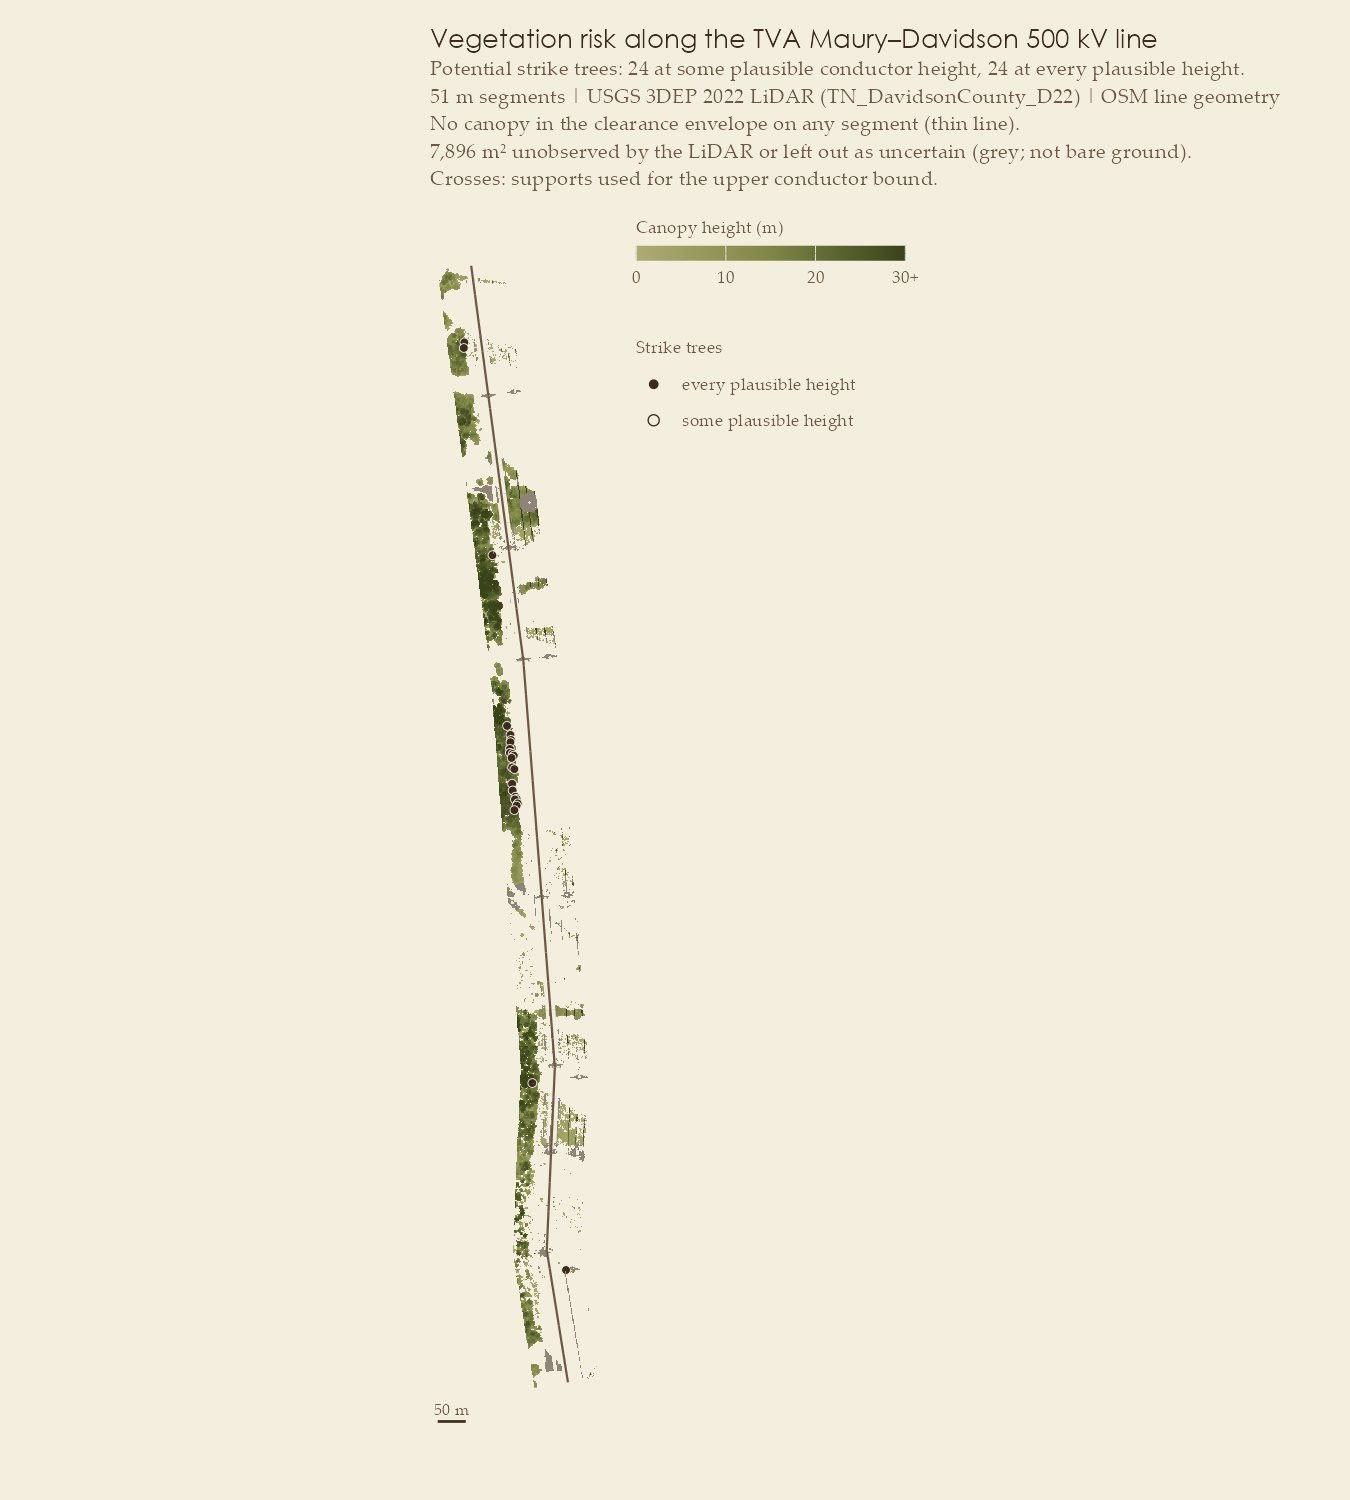 Vegetation risk along the TVA Maury–Davidson 500 kV line
Potential strike trees: 24 at some plausible conductor height, 24 at every plausible height.
51 m segments | USGS 3DEP 2022 LiDAR (TN_DavidsonCounty_D22) | OSM line geometry
No canopy in the clearance envelope on any segment (thin line).
7,896 m² unobserved by the LiDAR or left out as uncertain (grey; not bare ground).
Crosses: supports used for the upper conductor bound.
Canopy height (m)
0 10 20 30+
Strike trees
every plausible height
some plausible height
50 m